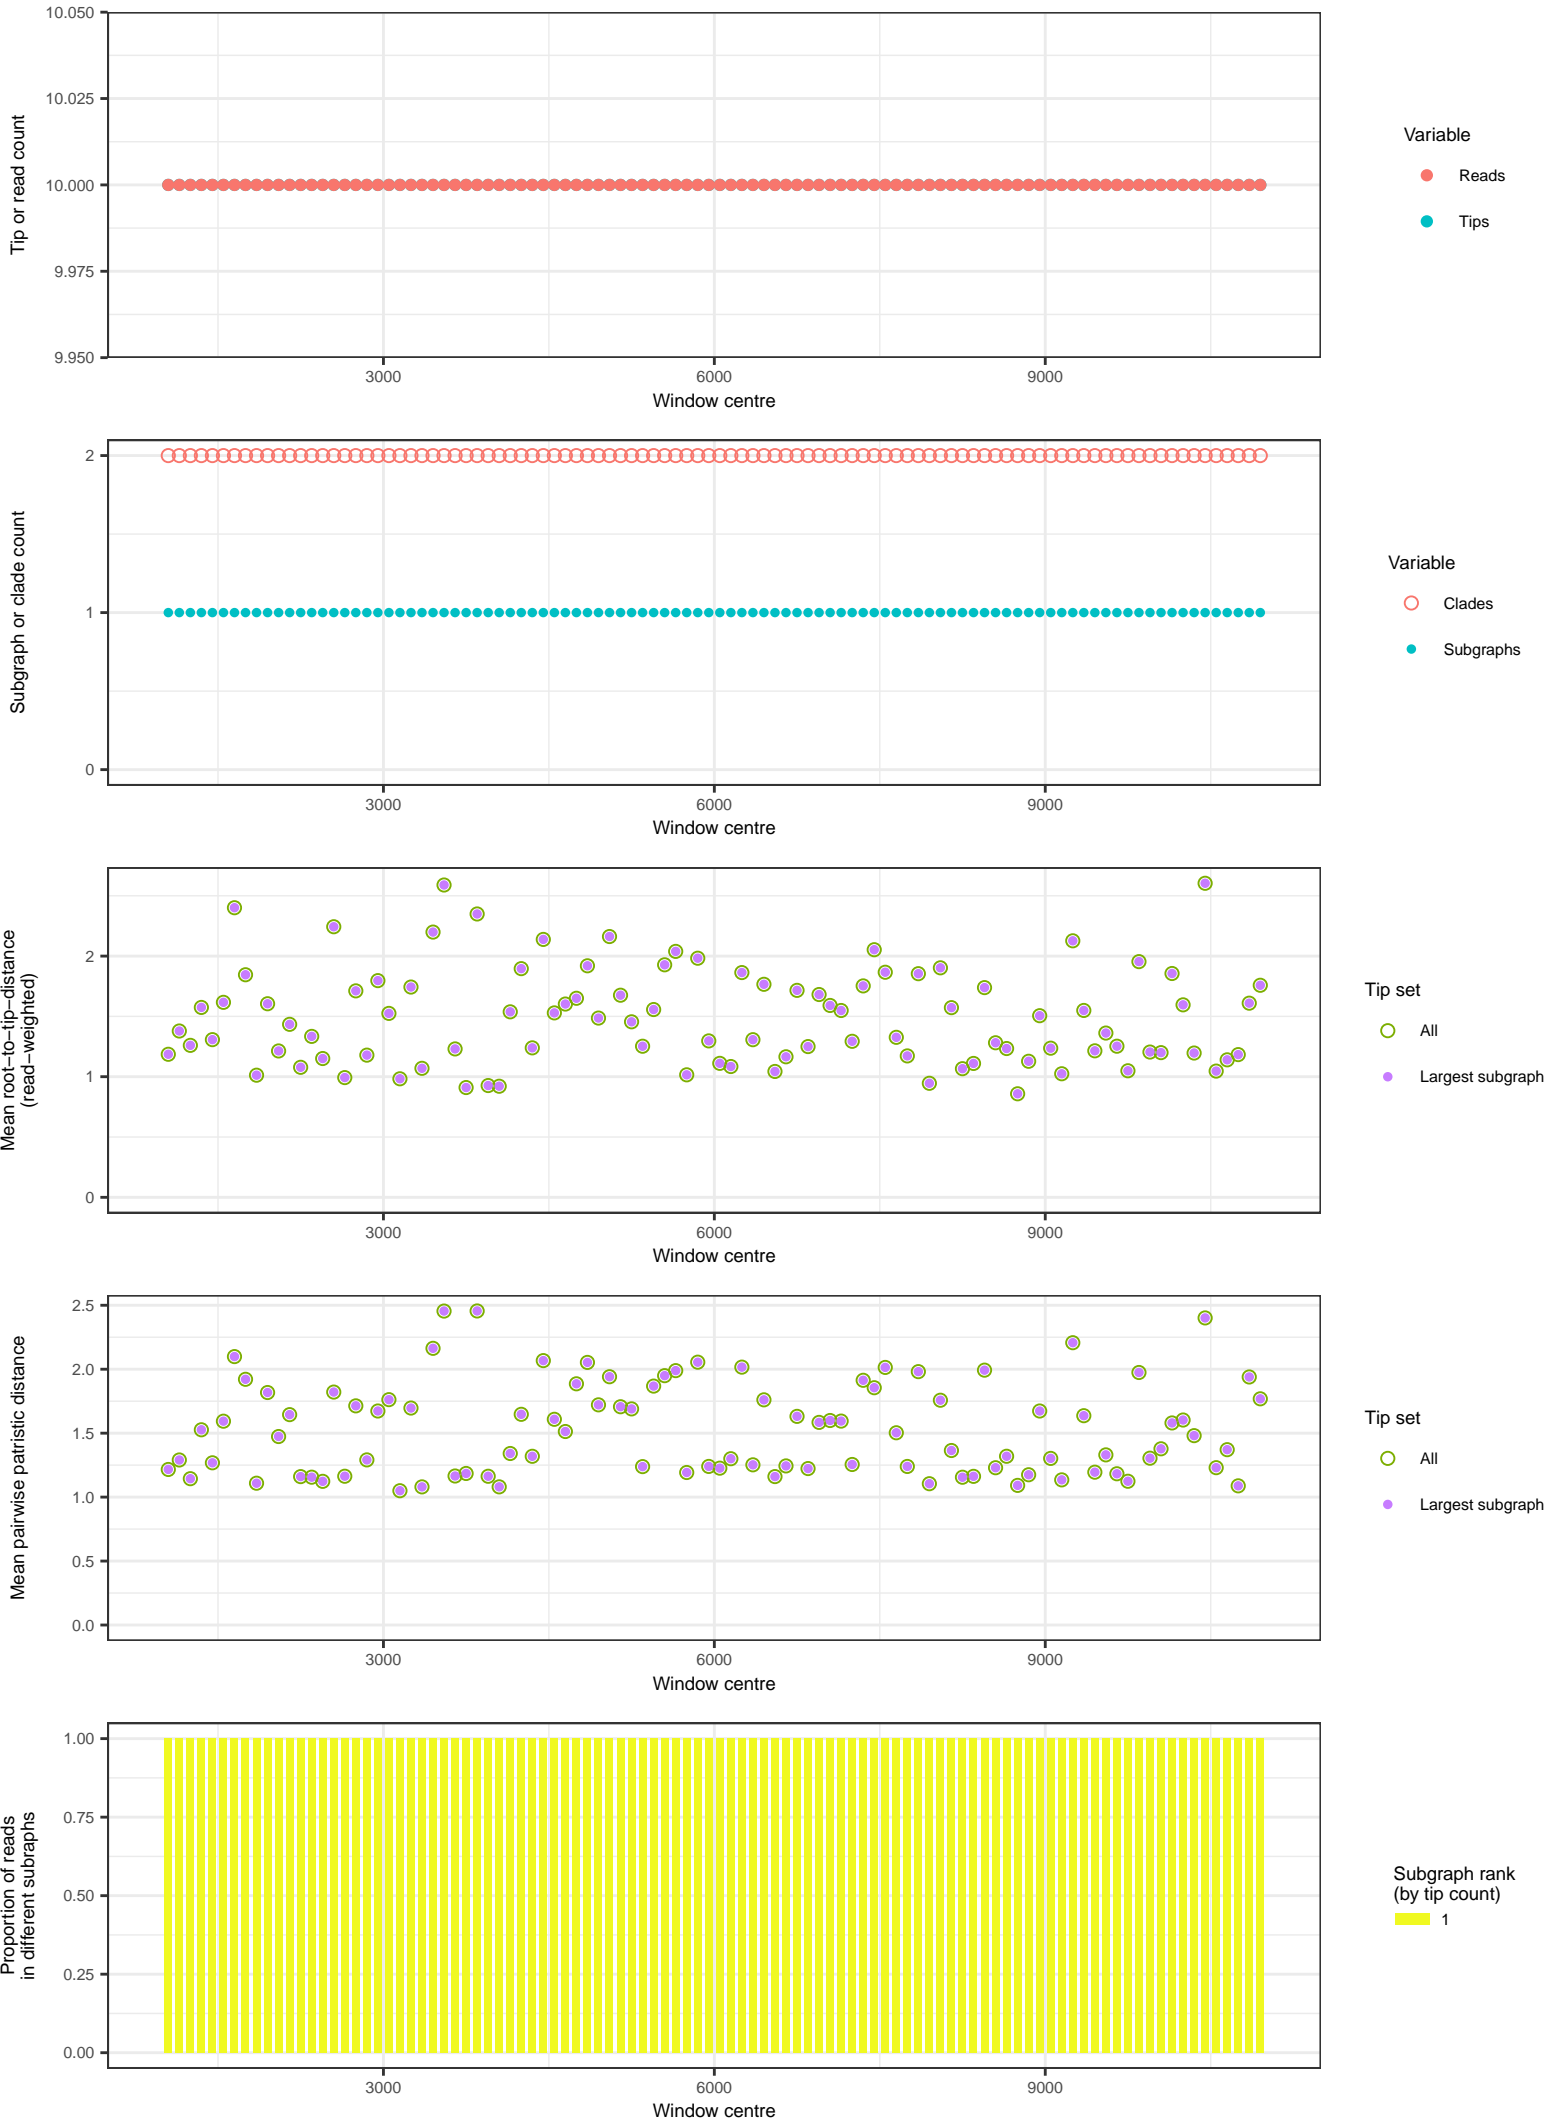 10.050
10.025
10.000
9.975
9.950
Tip or read count
3000
6000
9000
Window centre
Variable
Reads
Tips
2
1
0
Subgraph or clade count
3000
6000
9000
Window centre
Variable
Clades
Subgraphs
2
1
0
Mean root−to−tip−distance
(read−weighted)
3000
6000
9000
Window centre
Tip set
All
Largest subgraph
2.5
2.0
1.5
1.0
0.5
0.0
Mean pairwise patristic distance
3000
6000
9000
Window centre
Tip set
All
Largest subgraph
1.00
0.75
0.50
0.25
0.00
Proportion of reads
in different subraphs
3000
6000
9000
Window centre
Subgraph rank
(by tip count)
1